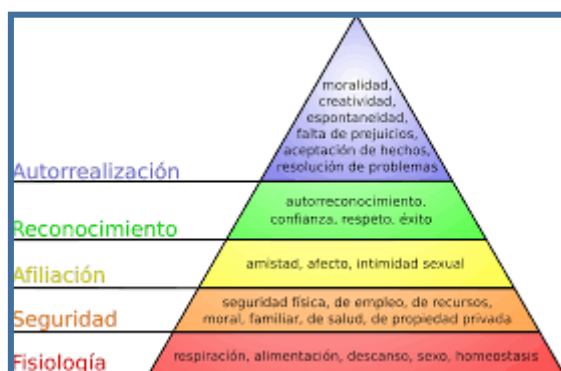 moralidad,
creatividad,
espontaneidad,
falta de prejuicios,
aceptación de hechos,
resolución de problemas
Autorrealización
autorreconocimiento,
confianza, respeto, éxito
Reconocimiento
amistad, afecto, intimidad sexual
Afiliación
seguridad física, de empleo, de recursos,
moral, familiar, de salud, de propiedad privada
Seguridad
respiración, alimentación, descanso, sexo, homeostasis
Fisiología